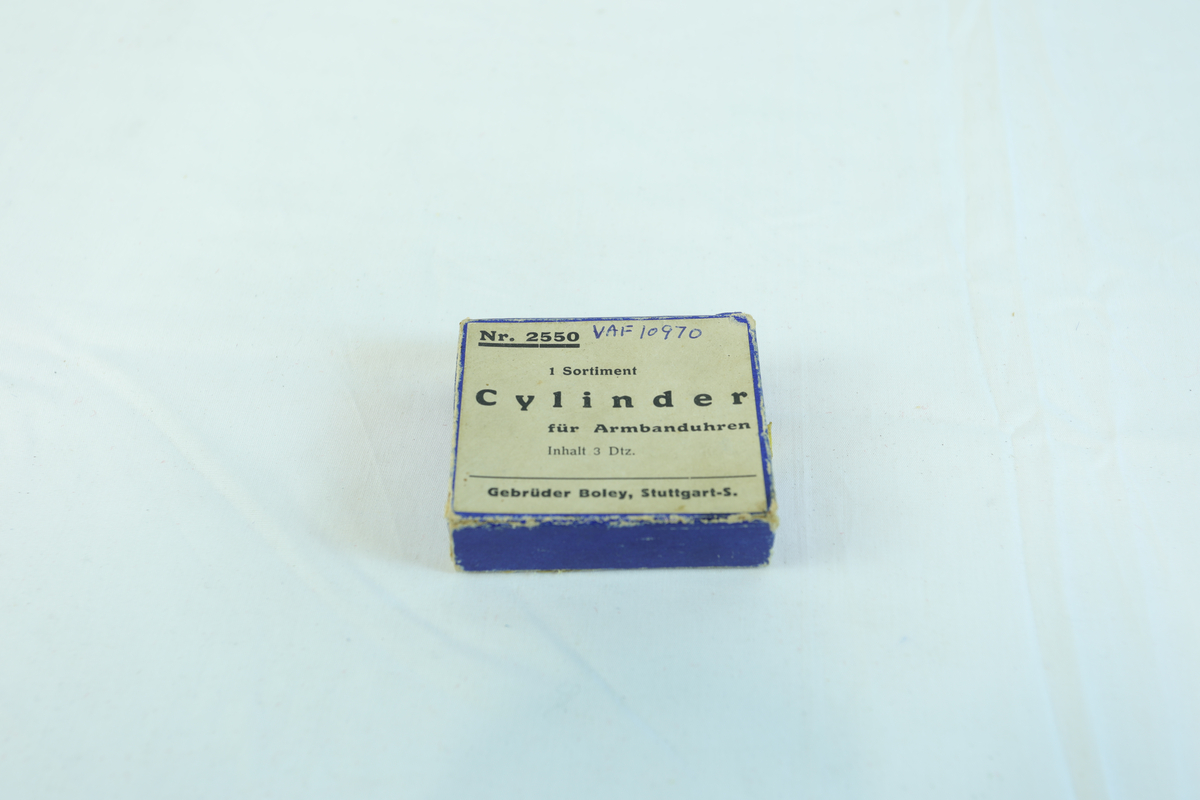 Nr. 2550 VAF 10970
1 Sortiment
Cylinder
für Armbanduhren
Inhalt 3 Dtz.
Gebrüder Boley, Stuttgart-S.